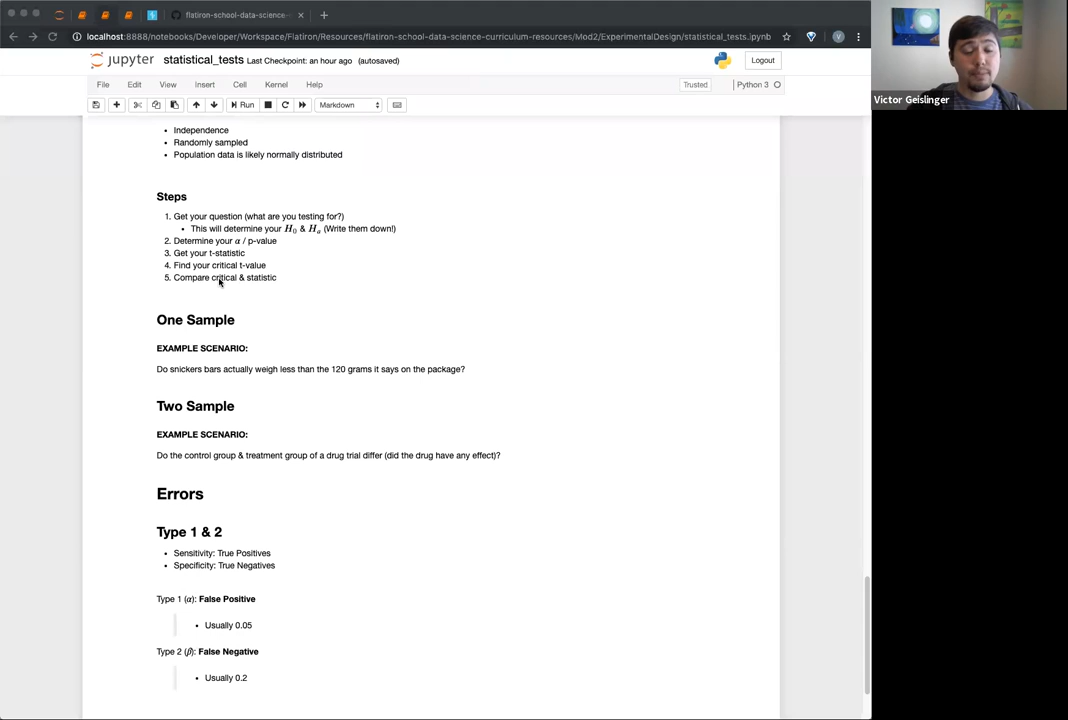 flatiron-school-data-science-
localhost:8888/notebooks/Developer/Workspace/Flatiron/Resources/flatiron-school-data-science-curriculum-resources/Mod2/ExperimentalDesign/statistical_tests.ipynb
V
jupyter statistical_tests Last Checkpoint: an hour ago (autosaved)
Logout
File Edit View Insert Cell Kernel Help
Trusted
Python 3
Run
Markdown
Victor Geislinger
• Independence
• Randomly sampled
• Population data is likely normally distributed
Steps
1. Get your question (what are you testing for?)
• This will determine your H₀ & Hₐ (Write them down!)
2. Determine your α / p-value
3. Get your t-statistic
4. Find your critical t-value
5. Compare critical & statistic
One Sample
EXAMPLE SCENARIO:
Do snickers bars actually weigh less than the 120 grams it says on the package?
Two Sample
EXAMPLE SCENARIO:
Do the control group & treatment group of a drug trial differ (did the drug have any effect)?
Errors
Type 1 & 2
• Sensitivity: True Positives
• Specificity: True Negatives
Type 1 (α): False Positive
• Usually 0.05
Type 2 (β): False Negative
• Usually 0.2